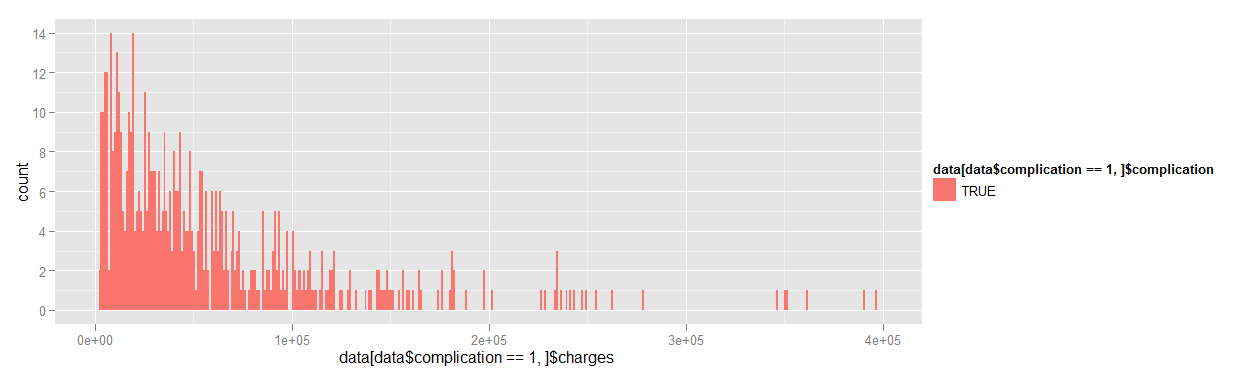 14
12
10
8
6
4
2
0
count
0e+00 1e+05 2e+05 3e+05 4e+05
data[data$complication == 1, ]$charges
data[data$complication == 1, ]$complication
TRUE